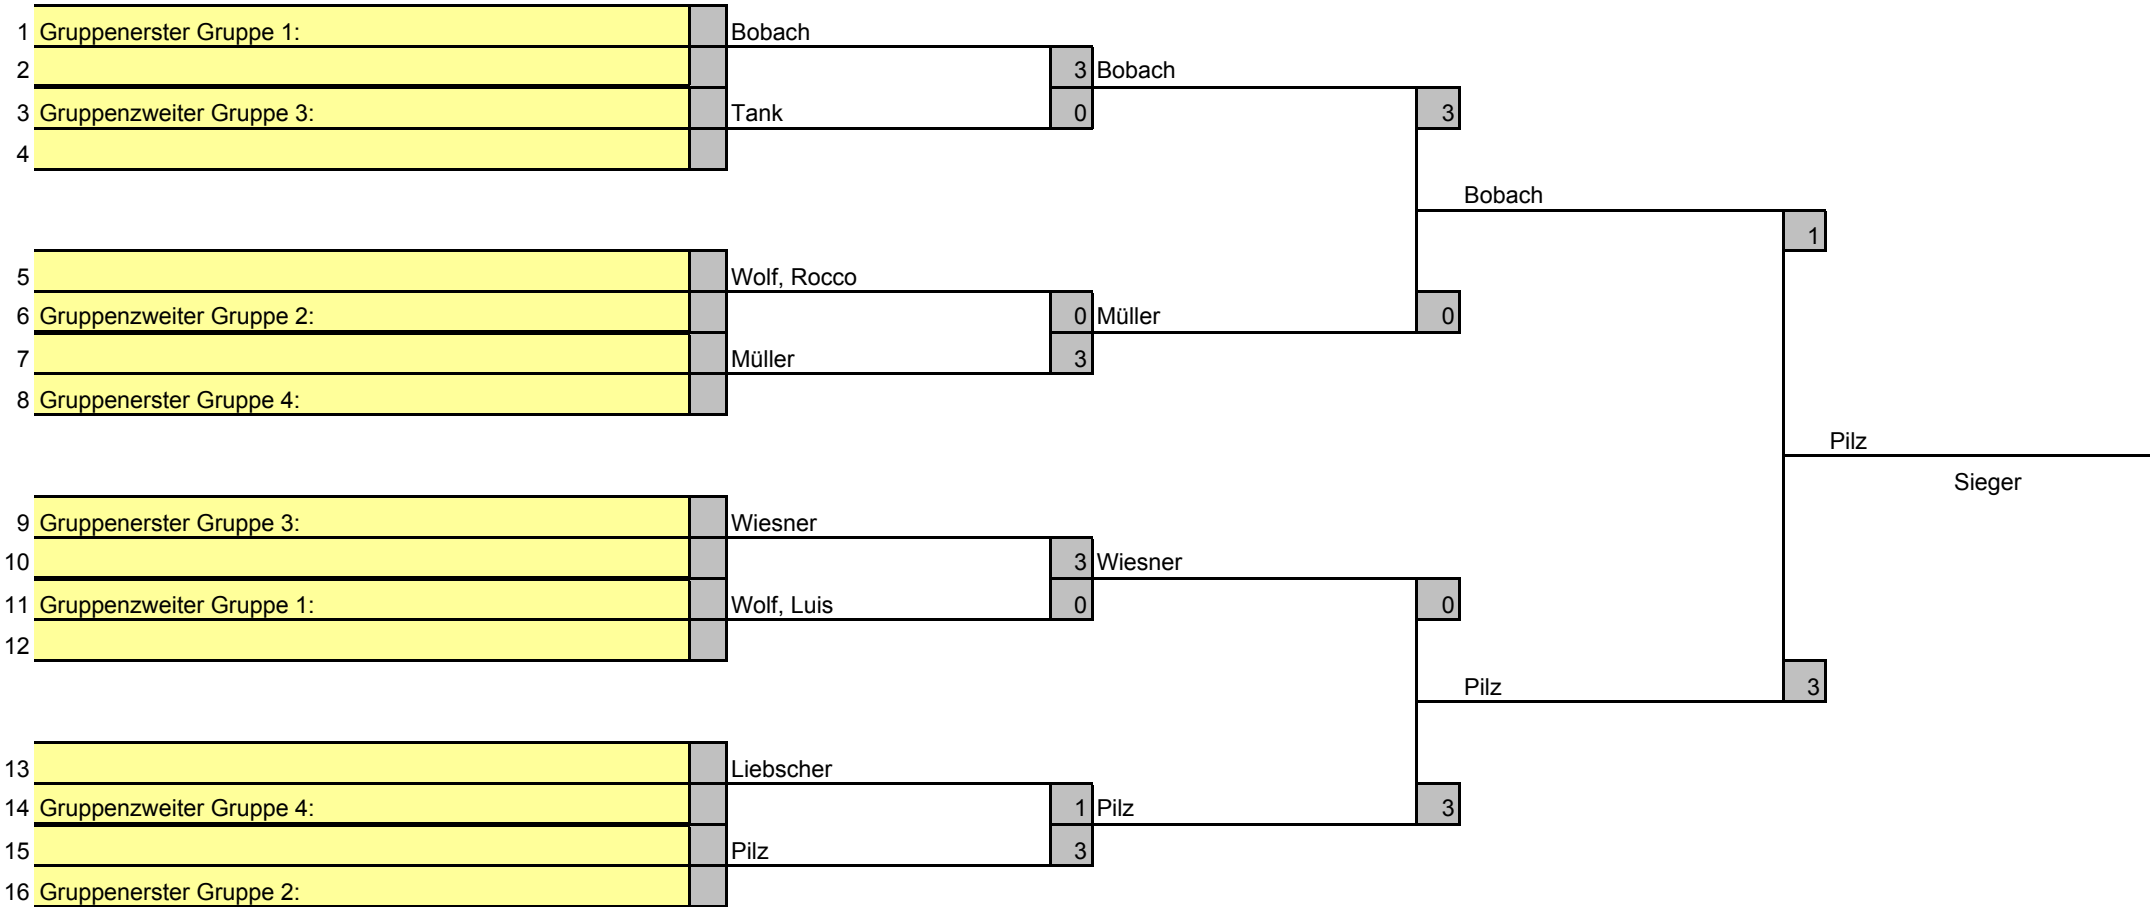 1 Gruppenerster Gruppe 1: Bobach
2 3 Bobach
3 Gruppenzweiter Gruppe 3: Tank 0 3
4
Bobach
1
5 Wolf, Rocco
6 Gruppenzweiter Gruppe 2: 0 Müller 0
7 Müller 3
8 Gruppenerster Gruppe 4:
Pilz
Sieger
9 Gruppenerster Gruppe 3: Wiesner
10 3 Wiesner
11 Gruppenzweiter Gruppe 1: Wolf, Luis 0 0
12
Pilz 3
13 Liebscher
14 Gruppenzweiter Gruppe 4: 1 Pilz 3
15 Pilz 3
16 Gruppenerster Gruppe 2: